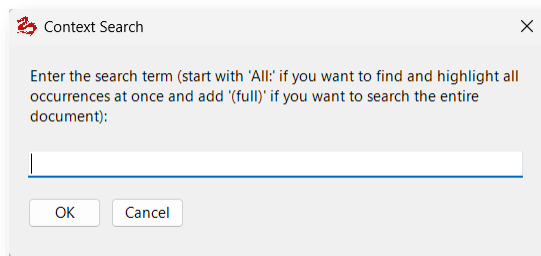 Context Search
Enter the search term (start with 'All:' if you want to find and highlight all
occurrences at once and add '(full)' if you want to search the entire
document):
OK Cancel